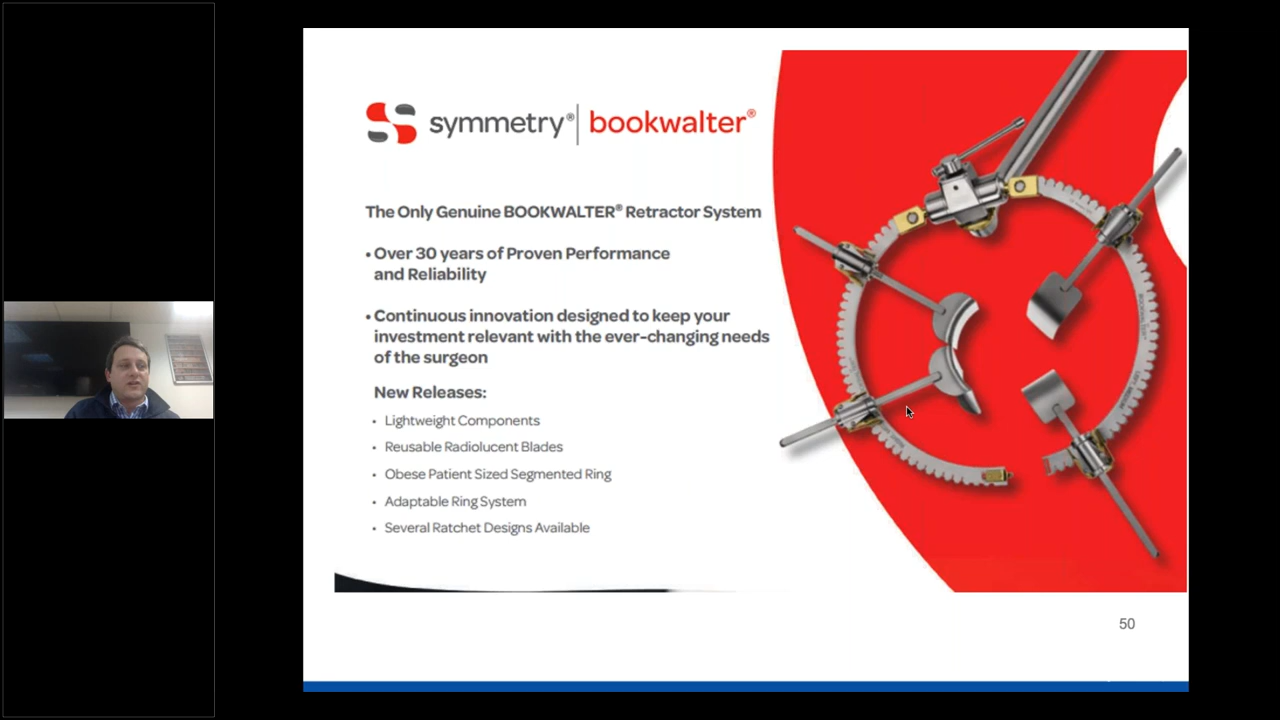 symmetry® | bookwalter®
The Only Genuine BOOKWALTER® Retractor System
• Over 30 years of Proven Performance
and Reliability
• Continuous innovation designed to keep your
investment relevant with the ever-changing needs
of the surgeon
New Releases:
• Lightweight Components
• Reusable Radiolucent Blades
• Obese Patient Sized Segmented Ring
• Adaptable Ring System
• Several Ratchet Designs Available
50